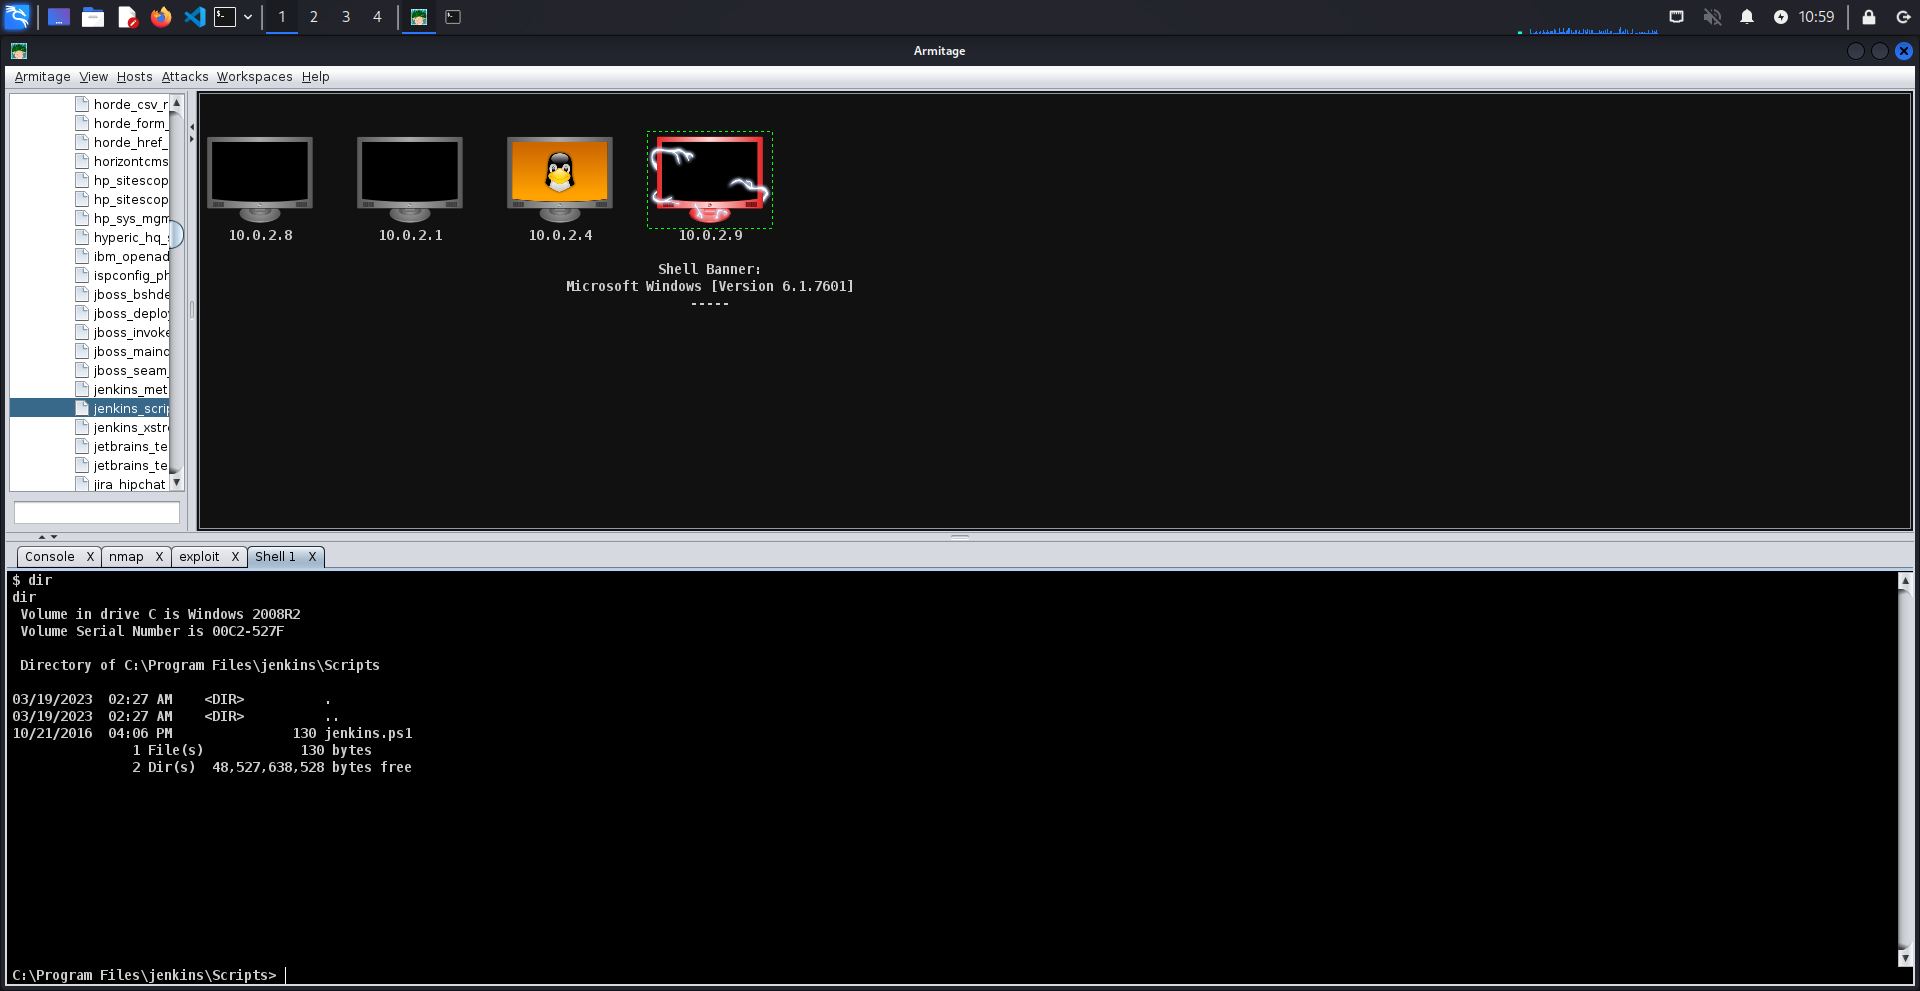 1 2 3 4 10:59
Armitage
Armitage View Hosts Attacks Workspaces Help
horde_csv_r
horde_form_
horde_href_
horizontcms
hp_sitescop
hp_sitescop
hp_sys_mgm
hyperic_hq_s
ibm_openad
ispconfig_ph
jboss_bshde
jboss_deploy
jboss_invoke
jboss_maind
jboss_seam_
jenkins_met
jenkins_scrip
jenkins_xstre
jetbrains_te
jetbrains_te
jira_hipchat
10.0.2.8 10.0.2.1 10.0.2.4 10.0.2.9
Shell Banner:
Microsoft Windows [Version 6.1.7601]
-----
Console X nmap X exploit X Shell 1 X
$ dir
dir
Volume in drive C is Windows 2008R2
Volume Serial Number is 00C2-527F
Directory of C:\Program Files\jenkins\Scripts
03/19/2023 02:27 AM <DIR> .
03/19/2023 02:27 AM <DIR> ..
10/21/2016 04:06 PM 130 jenkins.ps1
1 File(s) 130 bytes
2 Dir(s) 48,527,638,528 bytes free
C:\Program Files\jenkins\Scripts>